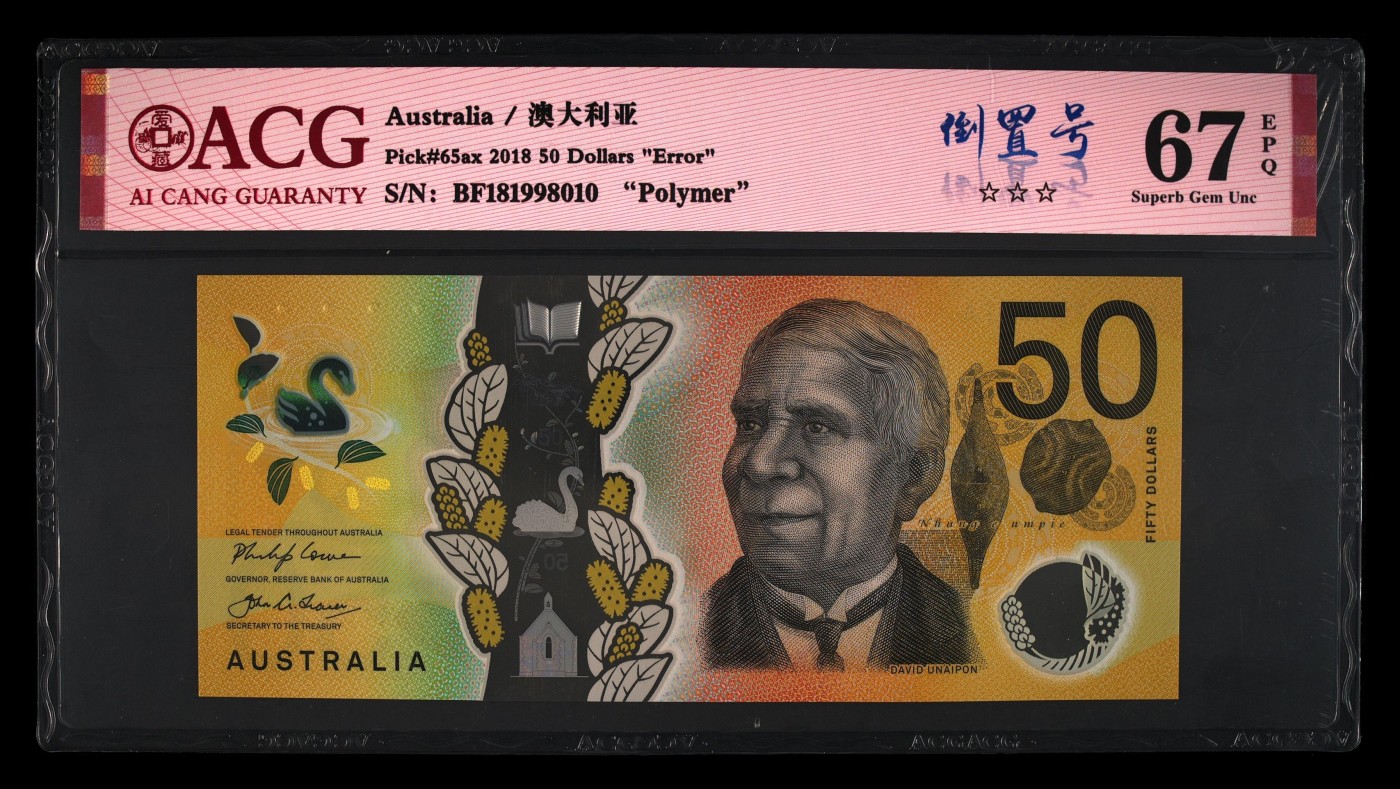 ACG
AI CANG GUARANTY
Australia / 澳大利亚
Pick#65ax 2018 50 Dollars "Error"
S/N: BF181998010 “Polymer”
倒置号
☆☆☆
67
EPQ
Superb Gem Unc
50
FIFTY DOLLARS
LEGAL TENDER THROUGHOUT AUSTRALIA
GOVERNOR, RESERVE BANK OF AUSTRALIA
SECRETARY TO THE TREASURY
AUSTRALIA
50
DAVID UNAIPON